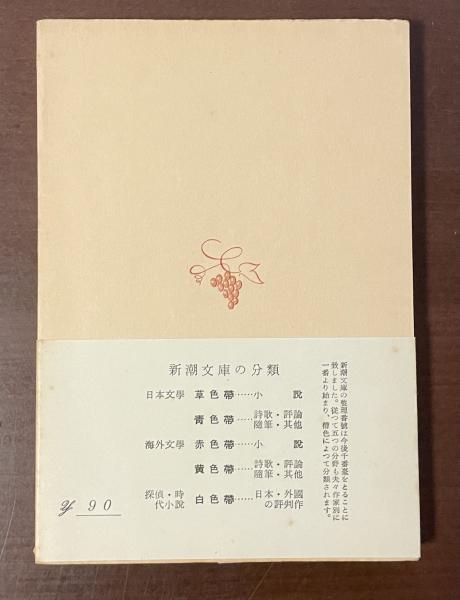 新潮文庫の分類
日本文學 草色帶……小說
靑色帶……詩歌・評論
隨筆・其他
海外文學 赤色帶……小說
黄色帶……詩歌・評論
隨筆・其他
探偵・時
代小說 白色帶……日本・外國
の評判作
新潮文庫の整理番號は今後千番臺をとることに
致しました。從つて五つの分野も夫々作家別に
一番より始まり、帶色によつて分類されます。
¥ 90